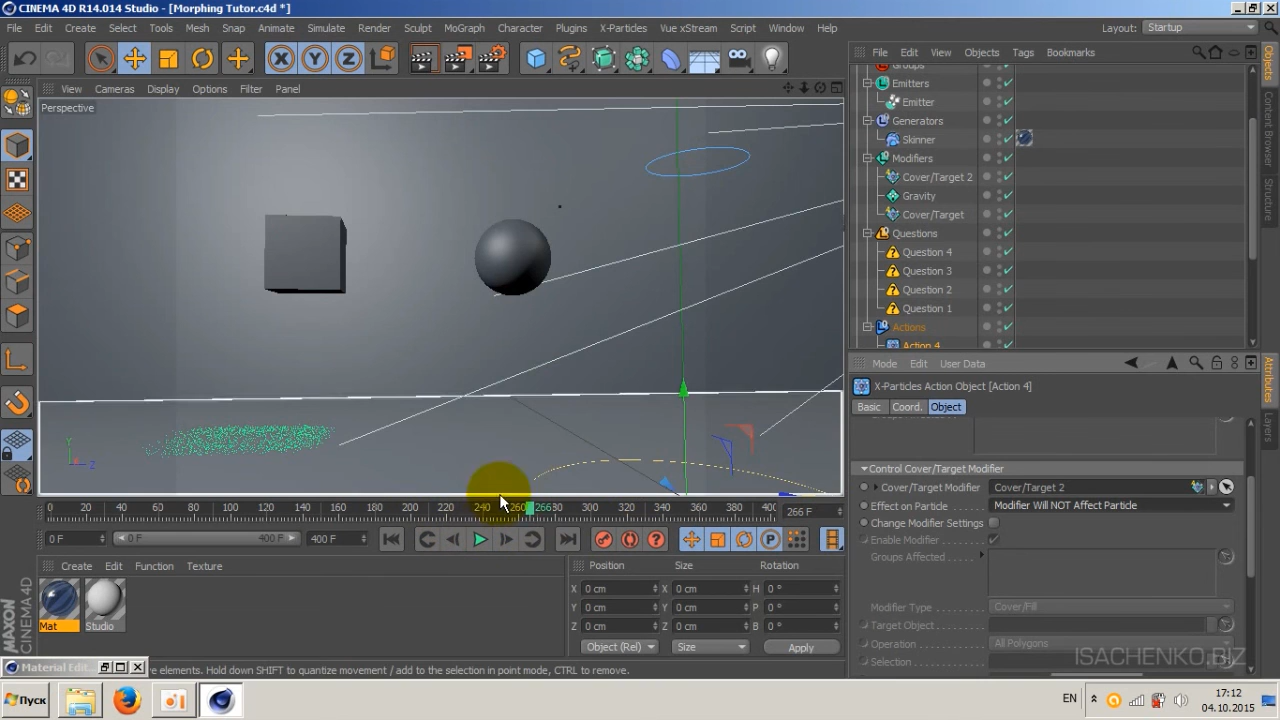 CINEMA 4D R14.014 Studio - [Morphing Tutor.c4d *]
File Edit Create Select Tools Mesh Snap Animate Simulate Render Sculpt MoGraph Character Plugins X-Particles Vue xStream Script Window Help
Layout: Startup
View Cameras Display Options Filter Panel
Perspective
File Edit View Objects Tags Bookmarks
Groups
Emitters
Emitter
Generators
Skinner
Modifiers
Cover/Target 2
Gravity
Cover/Target
Questions
Question 4
Question 3
Question 2
Question 1
Actions
Action 4
Objects
Content Browser
Structure
Mode Edit User Data
X-Particles Action Object [Action 4]
Basic Coord. Object
Control Cover/Target Modifier
Cover/Target Modifier Cover/Target 2
Effect on Particle Modifier Will NOT Affect Particle
Change Modifier Settings
Enable Modifier
Groups Affected
Modifier Type Cover/Fill
Target Object
Operation All Polygons
Selection
Attributes
Layers
Y
Z
0 20 40 60 80 100 120 140 160 180 200 220 240 260 266 80 300 320 340 360 380 400
266 F
0 F 0 F 400 F 400 F
Create Edit Function Texture
Mat
Studio
Position Size Rotation
X 0 cm X 0 cm H 0 °
Y 0 cm Y 0 cm P 0 °
Z 0 cm Z 0 cm B 0 °
Object (Rel) Size Apply
MAXON
CINEMA 4D
Material Edit...
e elements. Hold down SHIFT to quantize movement / add to the selection in point mode, CTRL to remove.
ISACHENKO.BIZ
Пуск
EN
17:12
04.10.2015